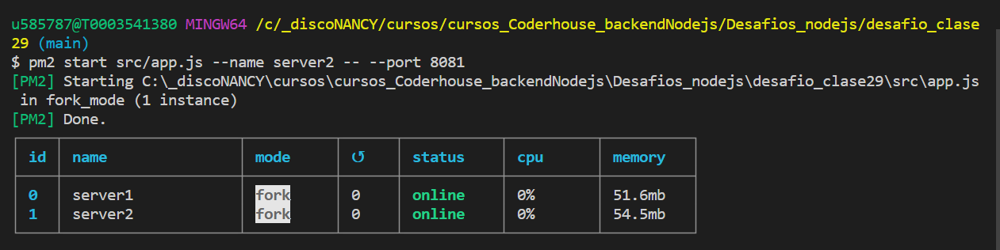 u585787@T0003541380 MINGW64 /c/_discoNANCY/cursos/cursos_Coderhouse_backendNodejs/Desafios_nodejs/desafio_clase
29 (main)
$ pm2 start src/app.js --name server2 -- --port 8081
[PM2] Starting C:\_discoNANCY\cursos\cursos_Coderhouse_backendNodejs\Desafios_nodejs\desafio_clase29\src\app.js
in fork_mode (1 instance)
[PM2] Done.
id name mode ↺ status cpu memory
0 server1 fork 0 online 0% 51.6mb
1 server2 fork 0 online 0% 54.5mb